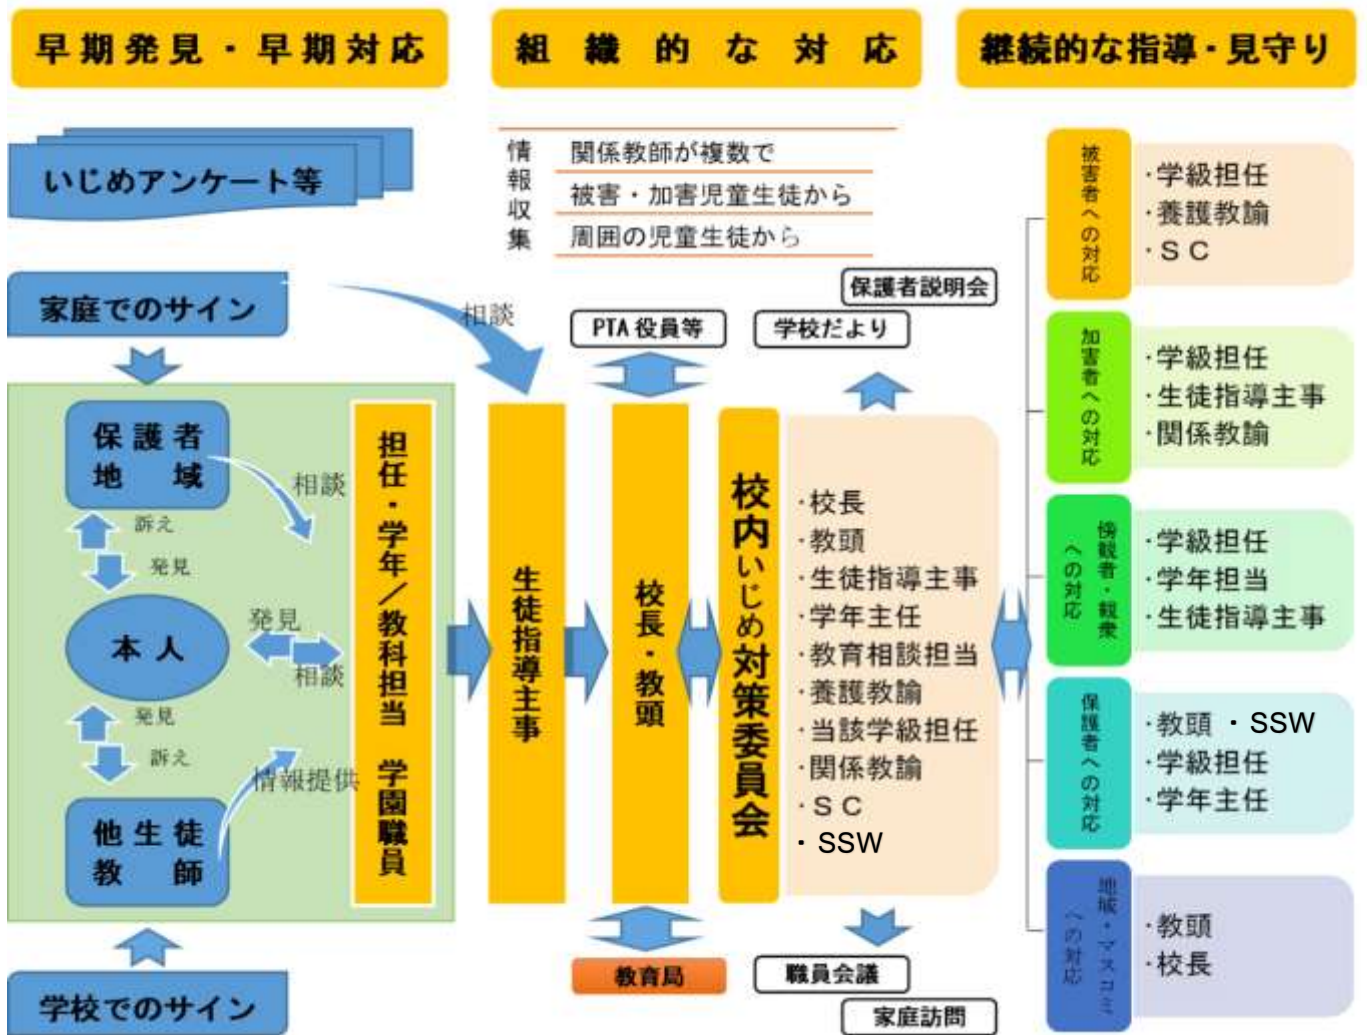 早期発見・早期対応
組織的な対応
継続的な指導・見守り
いじめアンケート等
情報収集
関係教師が複数で
被害・加害児童生徒から
周囲の児童生徒から
家庭でのサイン
相談
PTA 役員等
保護者説明会
学校だより
保護者
地域
相談
訴え
発見
本人
発見
相談
発見
訴え
情報提供
他生徒
教師
学校でのサイン
担任・学年／教科担当 学園職員
生徒指導主事
校長・教頭
教育局
校内いじめ対策委員会
・校長
・教頭
・生徒指導主事
・学年主任
・教育相談担当
・養護教諭
・当該学級担任
・関係教諭
・ＳＣ
・SSW
職員会議
家庭訪問
被害者への対応
・学級担任
・養護教諭
・ＳＣ
加害者への対応
・学級担任
・生徒指導主事
・関係教諭
傍観者・観衆
への対応
・学級担任
・学年担当
・生徒指導主事
保護者への対応
・教頭 ・SSW
・学級担任
・学年主任
地域・マスコミ
への対応
・教頭
・校長